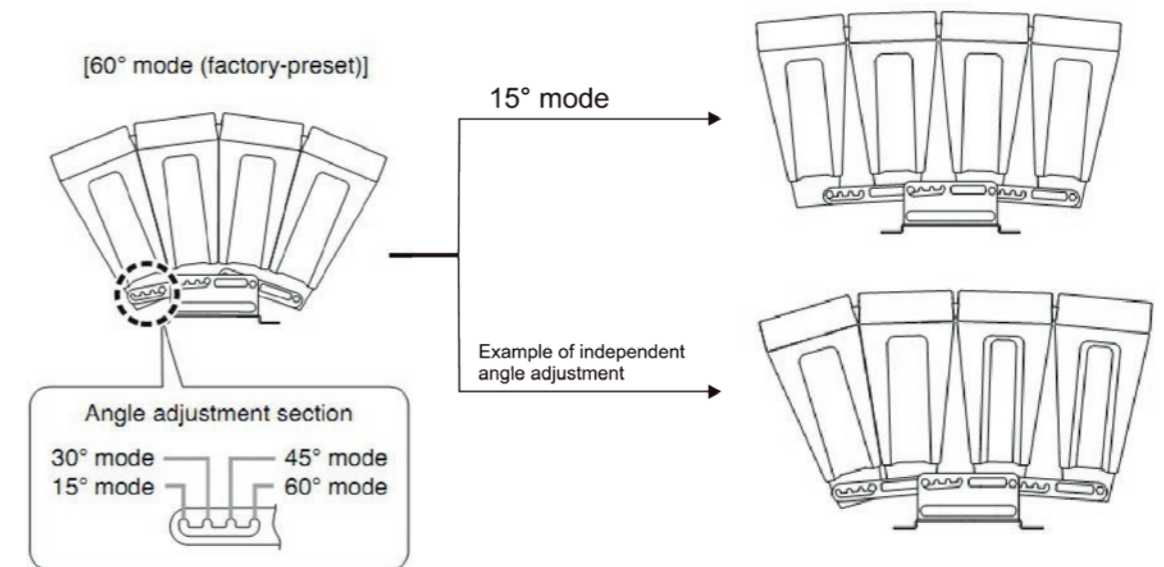 [60° mode (factory-preset)]
15° mode
Example of independent
angle adjustment
Angle adjustment section
30° mode
45° mode
15° mode
60° mode